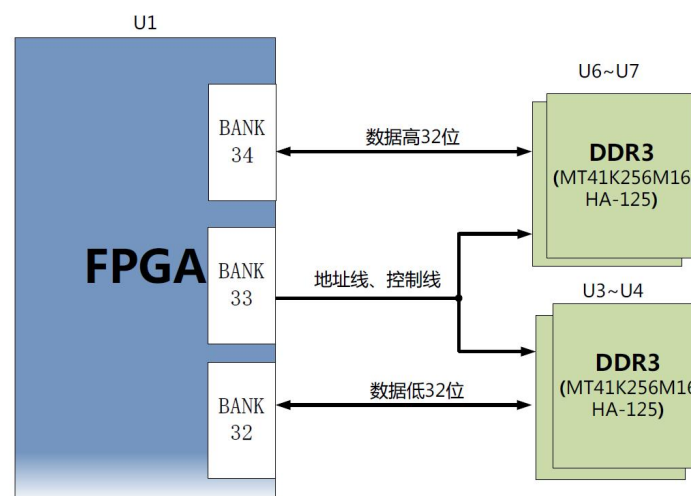 U1
U6~U7
BANK
34
数据高32位
DDR3
(MT41K256M16
HA-125)
FPGA
BANK
33
地址线、控制线
U3~U4
BANK
32
数据低32位
DDR3
(MT41K256M16
HA-125)